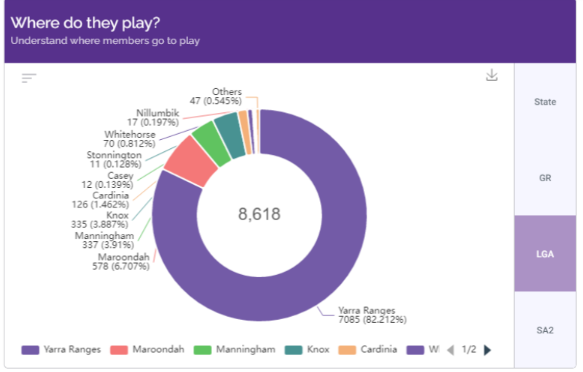 Where do they play?
Understand where members go to play
Others
47 (0.545%)
Nillumbik
17 (0.197%)
Whitehorse
70 (0.812%)
Stonnington
11 (0.128%)
Casey
12 (0.139%)
Cardinia
126 (1.462%)
Knox
335 (3.887%)
Manningham
337 (3.91%)
Maroondah
578 (6.707%)
8,618
Yarra Ranges
7085 (82.212%)
Yarra Ranges Maroondah Manningham Knox Cardinia W 1/2
State
GR
LGA
SA2